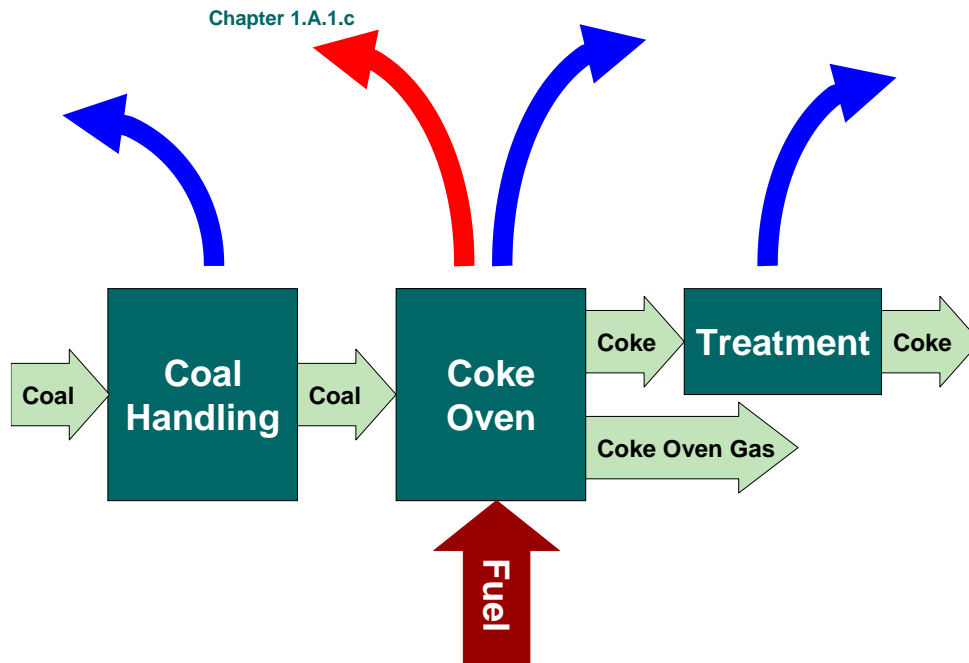 Chapter 1.A.1.c
Coal
Coal
Handling
Coal
Coke
Oven
Coke
Treatment
Coke
Coke Oven Gas
Fuel